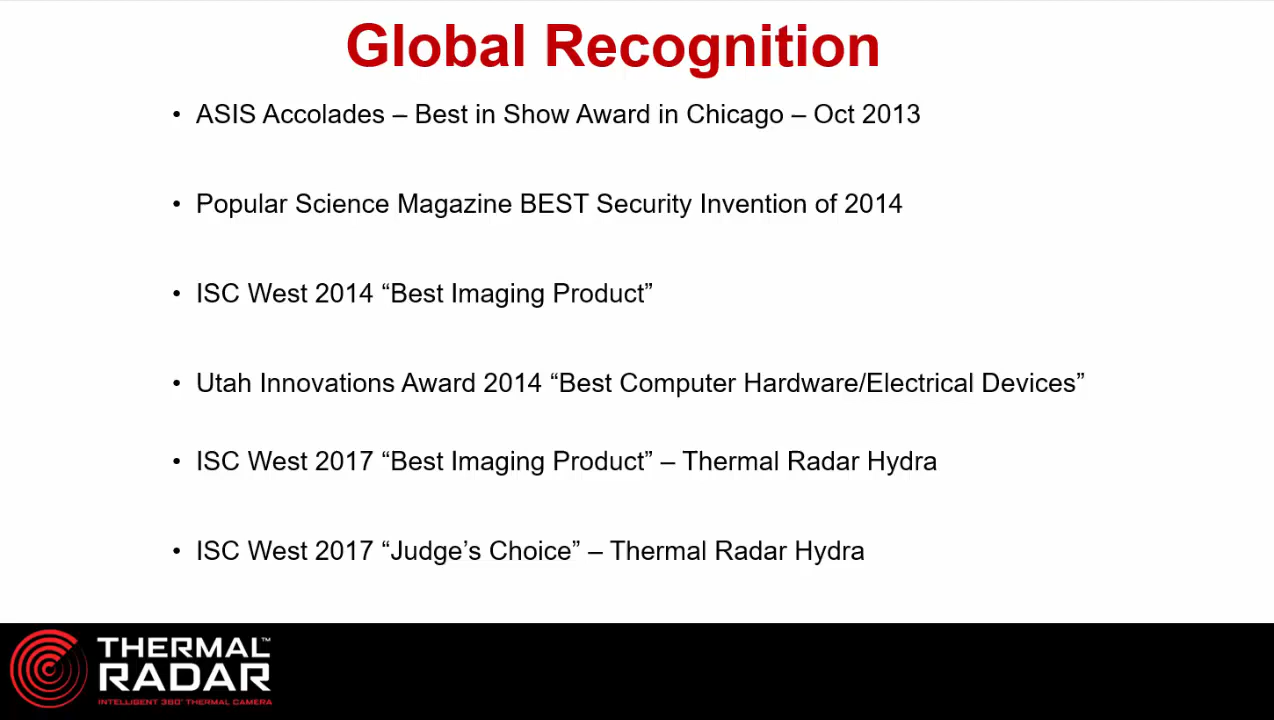 Global Recognition
• ASIS Accolades – Best in Show Award in Chicago – Oct 2013
• Popular Science Magazine BEST Security Invention of 2014
• ISC West 2014 “Best Imaging Product”
• Utah Innovations Award 2014 “Best Computer Hardware/Electrical Devices”
• ISC West 2017 “Best Imaging Product” – Thermal Radar Hydra
• ISC West 2017 “Judge’s Choice” – Thermal Radar Hydra
THERMAL™
RADAR
INTELLIGENT 360° THERMAL CAMERA